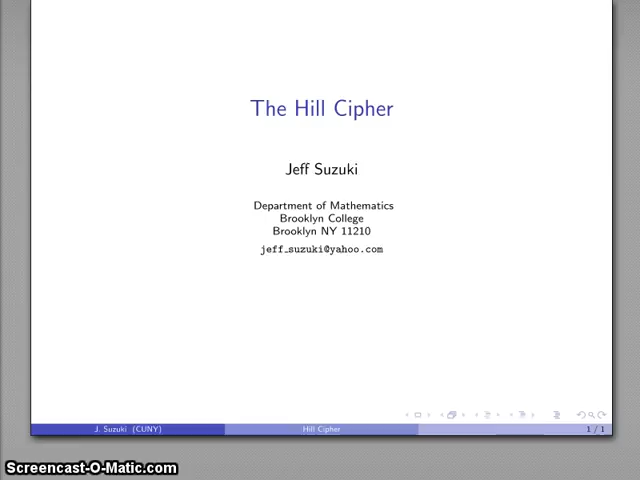 The Hill Cipher
Jeff Suzuki
Department of Mathematics
Brooklyn College
Brooklyn NY 11210
jeff_suzuki@yahoo.com
J. Suzuki (CUNY)
Hill Cipher
1 / 1
Screencast-O-Matic.com